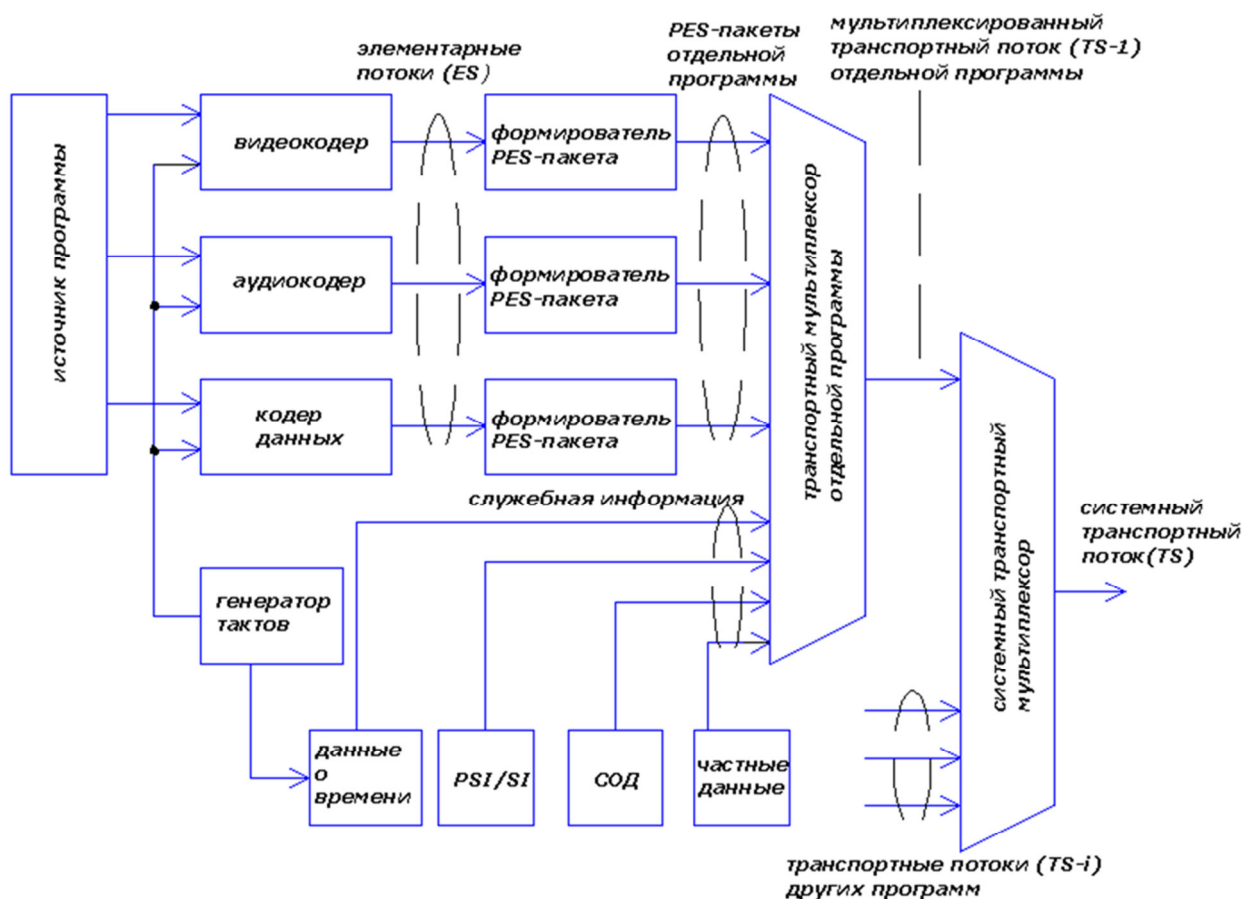 элементарные
потоки (ES)
PES-пакеты
отдельной
программы
мультиплексированный
транспортный поток (TS-1)
отдельной программы
источник программы
видеокодер
формирователь
PES-пакета
аудиокодер
формирователь
PES-пакета
кодер
данных
формирователь
PES-пакета
транспортный мультиплексор
отдельной программы
служебная информация
системный транспортный
мультиплексор
системный
транспортный
поток(TS)
генератор
тактов
данные
о
времени
PSI/SI
СОД
частные
данные
транспортные потоки (TS-i)
других программ